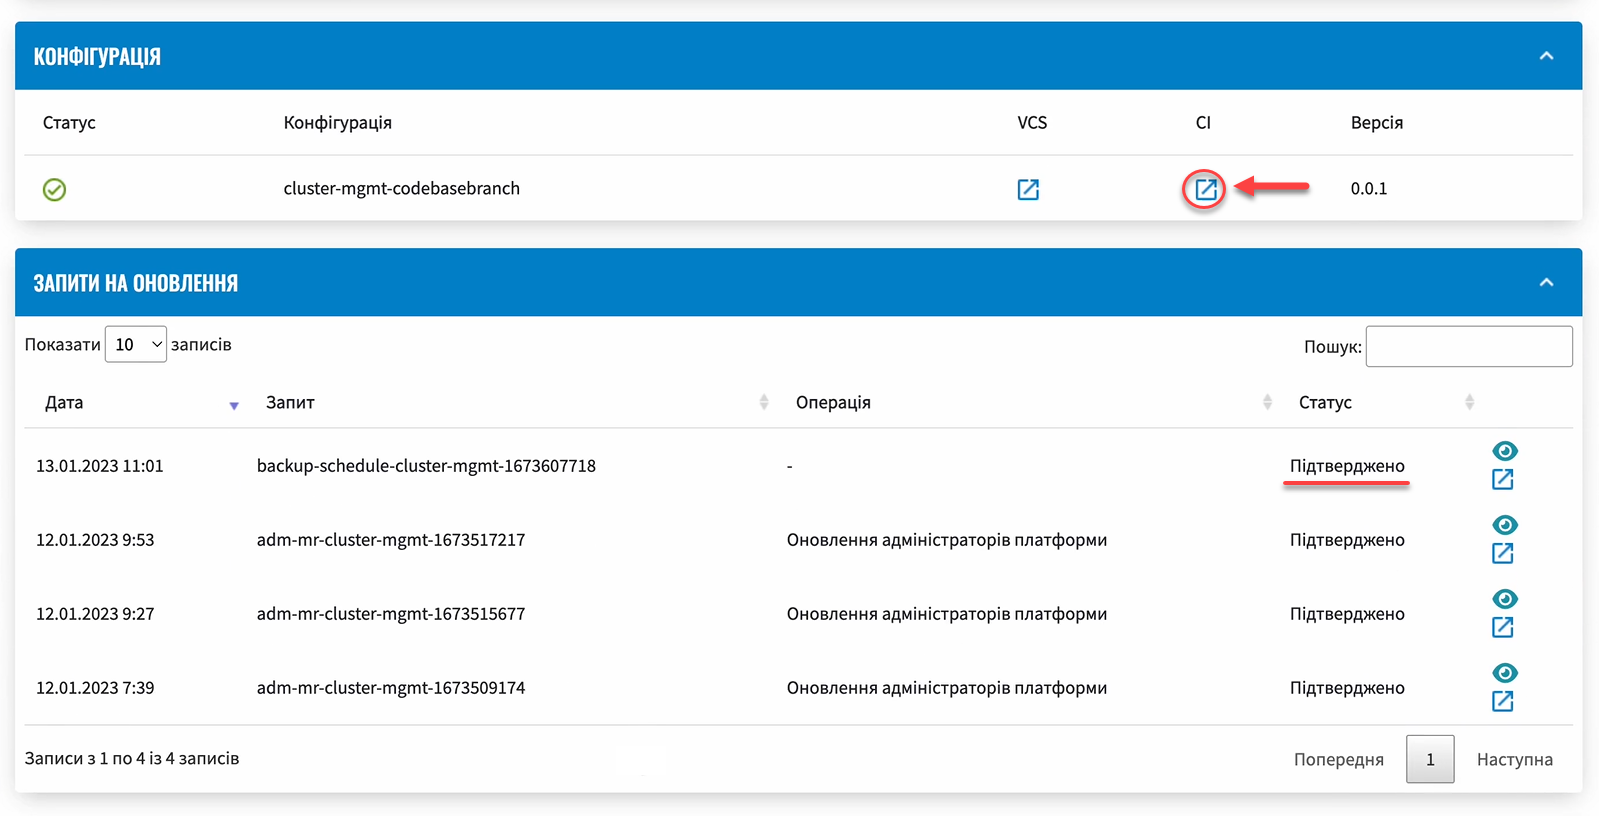 КОНФІГУРАЦІЯ
Статус Конфігурація VCS CI Версія
cluster-mgmt-codebasebranch 0.0.1
ЗАПИТИ НА ОНОВЛЕННЯ
Показати 10 записів Пошук:
Дата Запит Операція Статус
13.01.2023 11:01 backup-schedule-cluster-mgmt-1673607718 - Підтверджено
12.01.2023 9:53 adm-mr-cluster-mgmt-1673517217 Оновлення адміністраторів платформи Підтверджено
12.01.2023 9:27 adm-mr-cluster-mgmt-1673515677 Оновлення адміністраторів платформи Підтверджено
12.01.2023 7:39 adm-mr-cluster-mgmt-1673509174 Оновлення адміністраторів платформи Підтверджено
Записи з 1 по 4 із 4 записів Попередня 1 Наступна